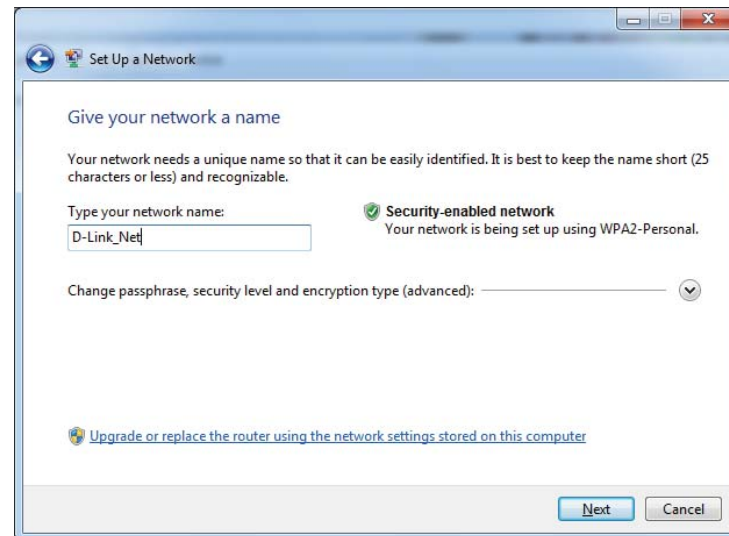 Set Up a Network
Give your network a name
Your network needs a unique name so that it can be easily identified. It is best to keep the name short (25
characters or less) and recognizable.
Type your network name:
Security-enabled network
D-Link_Net
Your network is being set up using WPA2-Personal.
Change passphrase, security level and encryption type (advanced):
Upgrade or replace the router using the network settings stored on this computer
Next Cancel